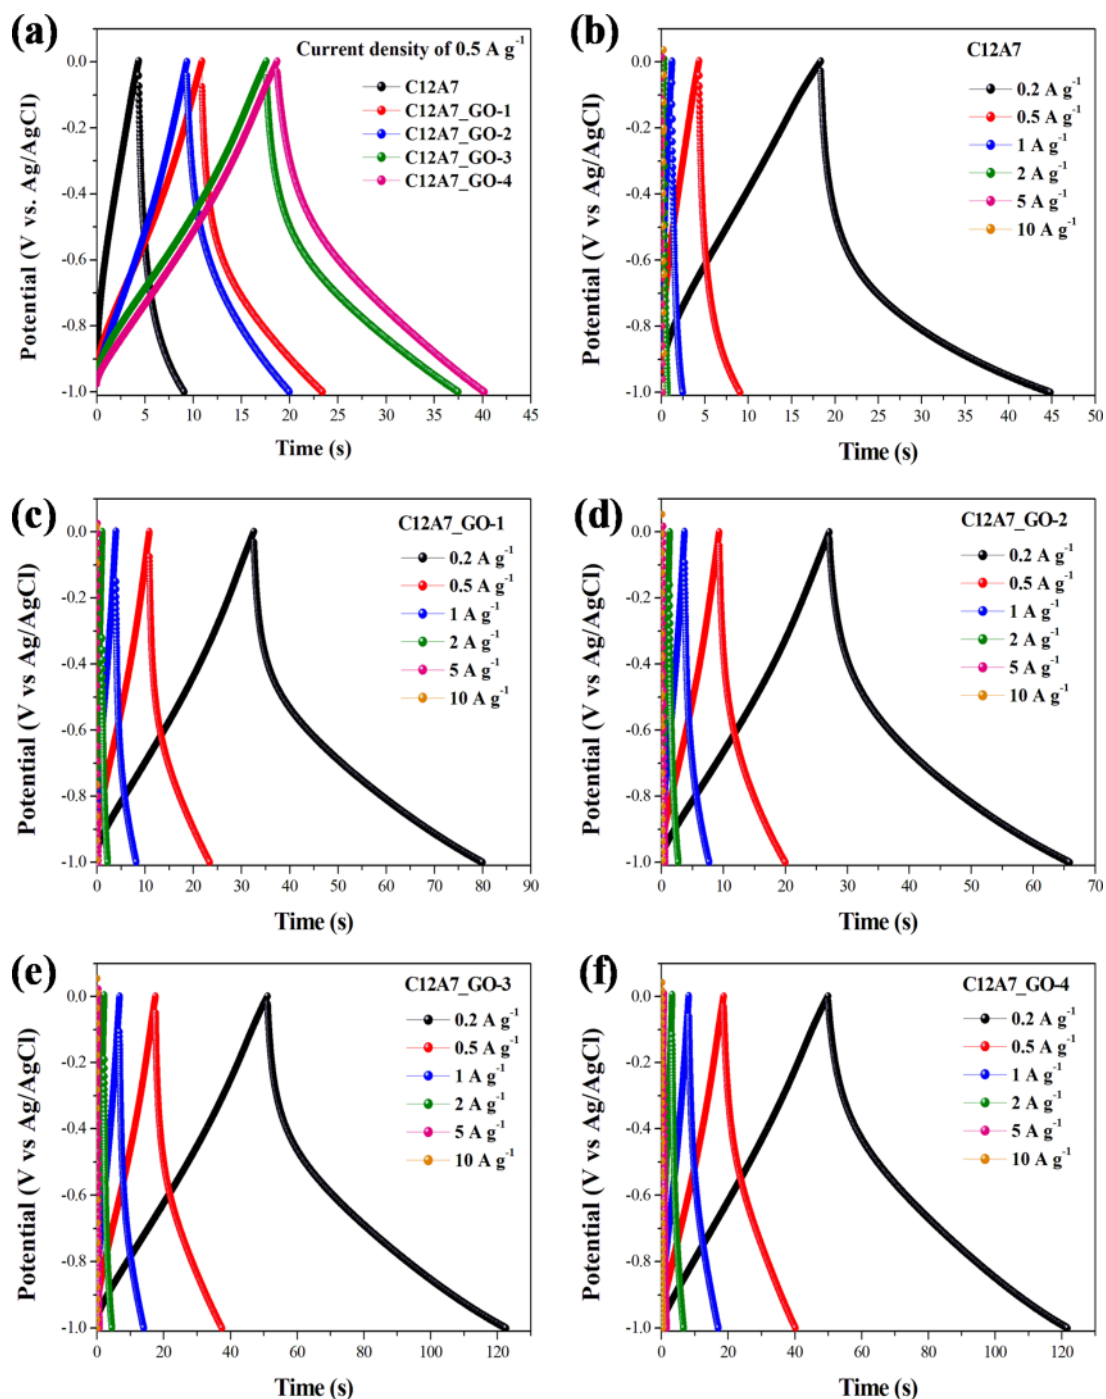 (a)
Current density of 0.5 A g⁻¹
C12A7
C12A7_GO-1
C12A7_GO-2
C12A7_GO-3
C12A7_GO-4
0.0
-0.2
-0.4
-0.6
-0.8
-1.0
0 5 10 15 20 25 30 35 40 45
Potential (V vs. Ag/AgCl)
Time (s)
(b)
C12A7
0.2 A g⁻¹
0.5 A g⁻¹
1 A g⁻¹
2 A g⁻¹
5 A g⁻¹
10 A g⁻¹
0.0
-0.2
-0.4
-0.6
-0.8
-1.0
0 5 10 15 20 25 30 35 40 45 50
Potential (V vs Ag/AgCl)
Time (s)
(c)
C12A7_GO-1
0.2 A g⁻¹
0.5 A g⁻¹
1 A g⁻¹
2 A g⁻¹
5 A g⁻¹
10 A g⁻¹
0.0
-0.2
-0.4
-0.6
-0.8
-1.0
0 10 20 30 40 50 60 70 80 90
Potential (V vs Ag/AgCl)
Time (s)
(d)
C12A7_GO-2
0.2 A g⁻¹
0.5 A g⁻¹
1 A g⁻¹
2 A g⁻¹
5 A g⁻¹
10 A g⁻¹
0.0
-0.2
-0.4
-0.6
-0.8
-1.0
0 10 20 30 40 50 60 70
Potential (V vs Ag/AgCl)
Time (s)
(e)
C12A7_GO-3
0.2 A g⁻¹
0.5 A g⁻¹
1 A g⁻¹
2 A g⁻¹
5 A g⁻¹
10 A g⁻¹
0.0
-0.2
-0.4
-0.6
-0.8
-1.0
0 20 40 60 80 100 120
Potential (V vs Ag/AgCl)
Time (s)
(f)
C12A7_GO-4
0.2 A g⁻¹
0.5 A g⁻¹
1 A g⁻¹
2 A g⁻¹
5 A g⁻¹
10 A g⁻¹
0.0
-0.2
-0.4
-0.6
-0.8
-1.0
0 10 20 30 40 50 60 70 80 90 100 110 120
Potential (V vs Ag/AgCl)
Time (s)